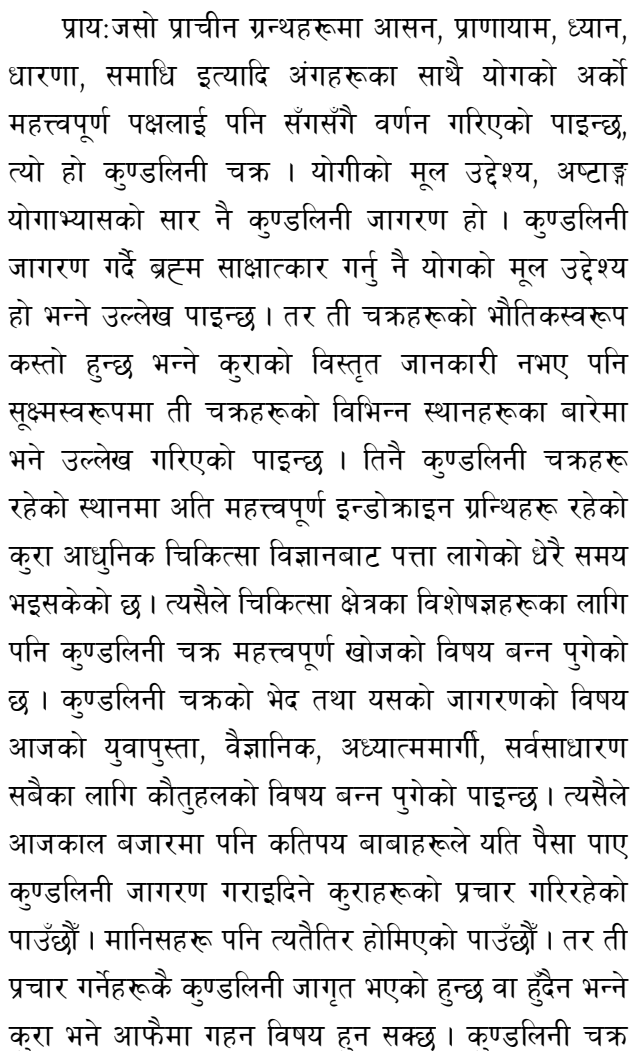 प्राय:जसो प्राचीन ग्रन्थहरूमा आसन, प्राणायाम, ध्यान,
धारणा, समाधि इत्यादि अंगहरूका साथै योगको अर्को
महत्त्वपूर्ण पक्षलाई पनि सँगसँगै वर्णन गरिएको पाइन्छ,
त्यो हो कुण्डलिनी चक्र । योगीको मूल उद्देश्य, अष्टाङ्ग
योगाभ्यासको सार नै कुण्डलिनी जागरण हो । कुण्डलिनी
जागरण गर्दै ब्रह्म साक्षात्कार गर्नु नै योगको मूल उद्देश्य
हो भन्ने उल्लेख पाइन्छ । तर ती चक्रहरूको भौतिकस्वरूप
कस्तो हुन्छ भन्ने कुराको विस्तृत जानकारी नभए पनि
सूक्ष्मस्वरूपमा ती चक्रहरूको विभिन्न स्थानहरूका बारेमा
भने उल्लेख गरिएको पाइन्छ । तिनै कुण्डलिनी चक्रहरू
रहेको स्थानमा अति महत्त्वपूर्ण इन्डोक्राइन ग्रन्थिहरू रहेको
कुरा आधुनिक चिकित्सा विज्ञानबाट पत्ता लागेको धेरै समय
भइसकेको छ । त्यसैले चिकित्सा क्षेत्रका विशेषज्ञहरूका लागि
पनि कुण्डलिनी चक्र महत्त्वपूर्ण खोजको विषय बन्न पुगेको
छ । कुण्डलिनी चक्रको भेद तथा यसको जागरणको विषय
आजको युवापुस्ता, वैज्ञानिक, अध्यात्ममार्गी, सर्वसाधारण
सबैका लागि कौतुहलको विषय बन्न पुगेको पाइन्छ । त्यसैले
आजकाल बजारमा पनि कतिपय बाबाहरूले यति पैसा पाए
कुण्डलिनी जागरण गराइदिने कुराहरूको प्रचार गरिरहेको
पाउँछौँ । मानिसहरू पनि त्यतैतिर होमिएको पाउँछौँ । तर ती
प्रचार गर्नेहरूकै कुण्डलिनी जागृत भएको हुन्छ वा हुँदैन भन्ने
कुरा भने आफैमा गहन विषय हुन सक्छ । कुण्डलिनी चक्र